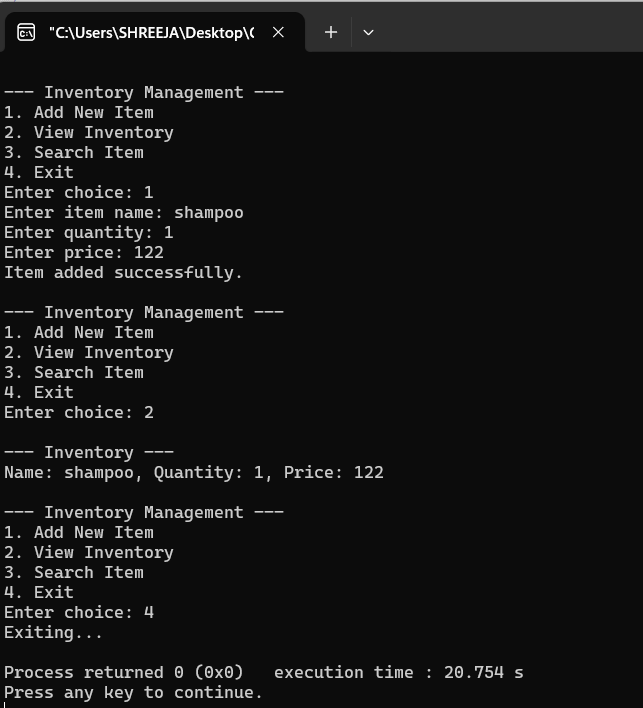 "C:\Users\SHREEJA\Desktop\C
--- Inventory Management ---
1. Add New Item
2. View Inventory
3. Search Item
4. Exit
Enter choice: 1
Enter item name: shampoo
Enter quantity: 1
Enter price: 122
Item added successfully.
--- Inventory Management ---
1. Add New Item
2. View Inventory
3. Search Item
4. Exit
Enter choice: 2
--- Inventory ---
Name: shampoo, Quantity: 1, Price: 122
--- Inventory Management ---
1. Add New Item
2. View Inventory
3. Search Item
4. Exit
Enter choice: 4
Exiting...
Process returned 0 (0x0)   execution time : 20.754 s
Press any key to continue.